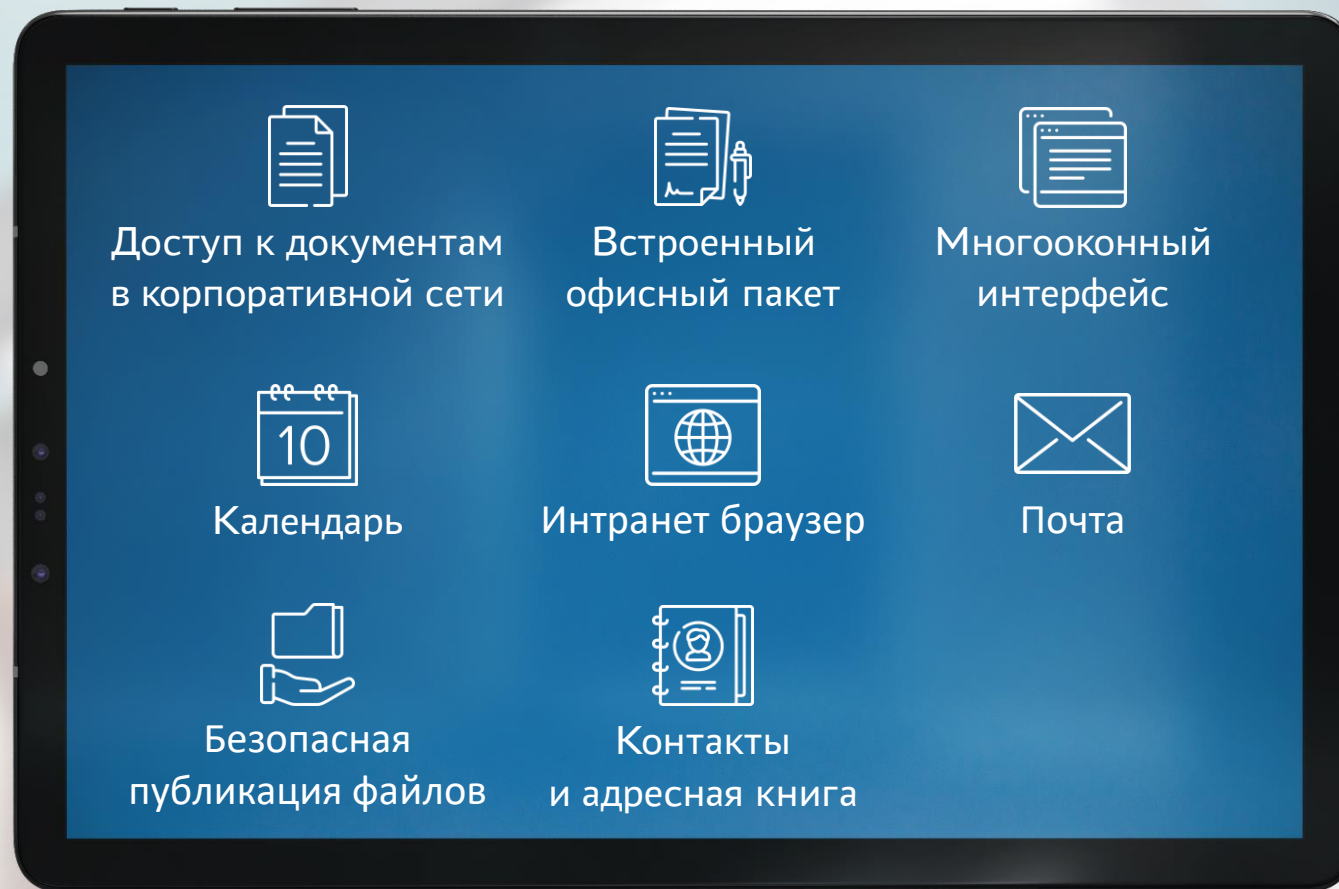 Доступ к документам
в корпоративной сети
Встроенный
офисный пакет
Многооконный
интерфейс
10
Календарь
Интранет браузер
Почта
Безопасная
публикация файлов
Контакты
и адресная книга